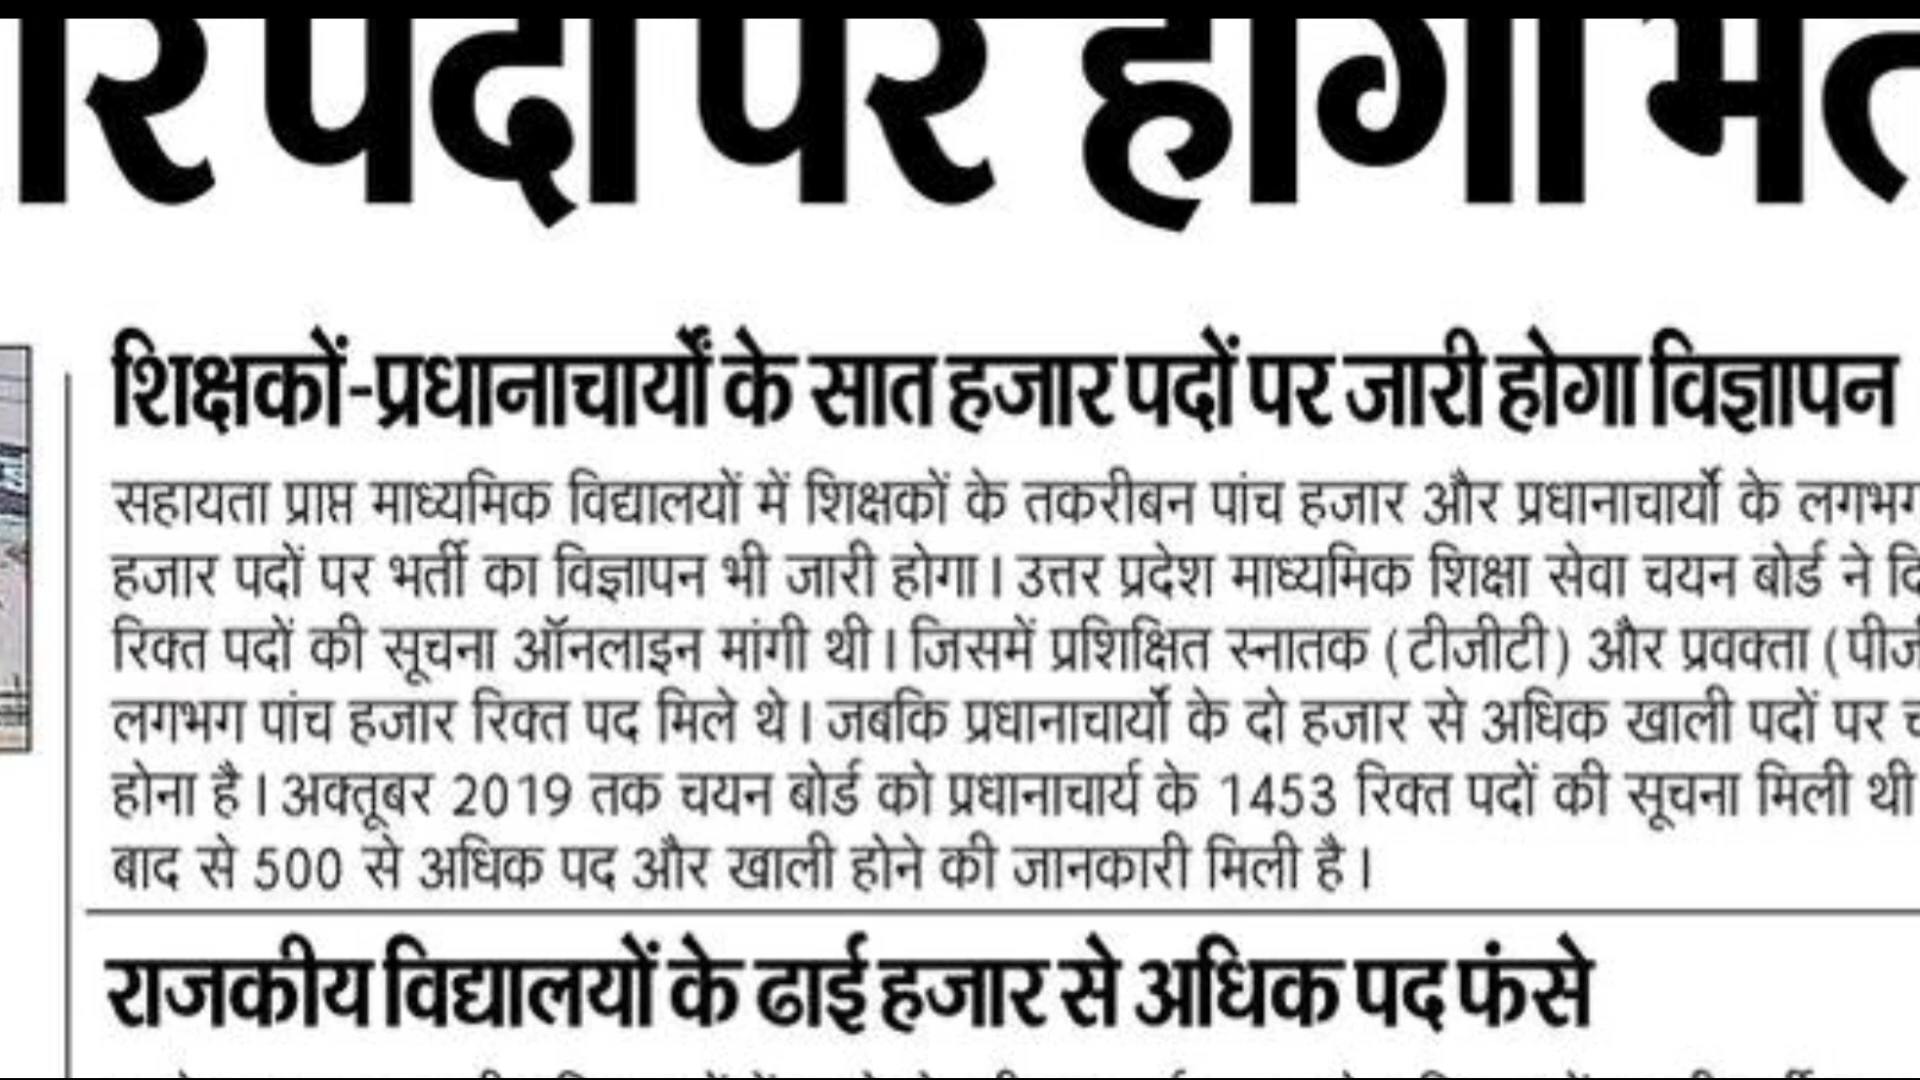 पर होगी
शिक्षकों-प्रधानाचार्यों के सात हजार पदों पर जारी होगा विज्ञापन
सहायता प्राप्त माध्यमिक विद्यालयों में शिक्षकों के तकरीबन पांच हजार और प्रधानाचार्यों के लगभग
हजार पदों पर भर्ती का विज्ञापन भी जारी होगा। उत्तर प्रदेश माध्यमिक शिक्षा सेवा चयन बोर्ड ने
रिक्त पदों की सूचना ऑनलाइन मांगी थी। जिसमें प्रशिक्षित स्नातक (टीजीटी) और प्रवक्ता
लगभग पांच हजार रिक्त पद मिले थे। जबकि प्रधानाचार्यों के दो हजार से अधिक खाली पदों पर
होना है। अक्तूबर 2019 तक चयन बोर्ड को प्रधानाचार्य के 1453 रिक्त पदों की सूचना मिली थी
बाद से 500 से अधिक पद और खाली होने की जानकारी मिली है।
राजकीय विद्यालयों के ढाई हजार से अधिक पद फंसे